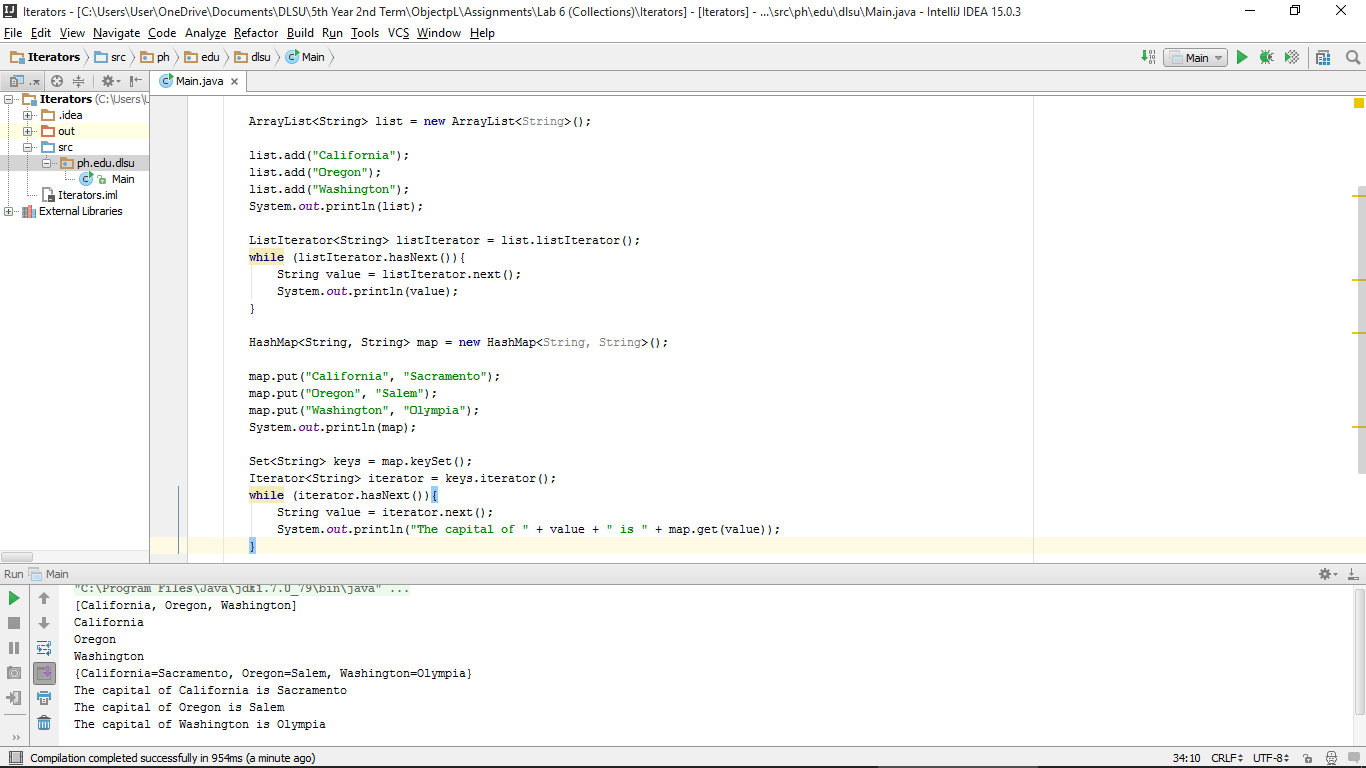 Iterators - [C:\Users\User\OneDrive\Documents\DLSU\5th Year 2nd Term\ObjectpL\Assignments\Lab 6 (Collections)\Iterators] - [Iterators] - ...\src\ph\edu\dlsu\Main.java - IntelliJ IDEA 15.0.3
File Edit View Navigate Code Analyze Refactor Build Run Tools VCS Window Help
Iterators src ph edu dlsu Main
Main
Main.java
Iterators (C:\Users\U
.idea
out
src
ph.edu.dlsu
Main
Iterators.iml
External Libraries
ArrayList<String> list = new ArrayList<String>();
list.add("California");
list.add("Oregon");
list.add("Washington");
System.out.println(list);
ListIterator<String> listIterator = list.listIterator();
while (listIterator.hasNext()){
String value = listIterator.next();
System.out.println(value);
}
HashMap<String, String> map = new HashMap<String, String>();
map.put("California", "Sacramento");
map.put("Oregon", "Salem");
map.put("Washington", "Olympia");
System.out.println(map);
Set<String> keys = map.keySet();
Iterator<String> iterator = keys.iterator();
while (iterator.hasNext()){
String value = iterator.next();
System.out.println("The capital of " + value + " is " + map.get(value));
}
Run Main
"C:\Program Files\Java\jdk1.7.0_79\bin\java" ...
[California, Oregon, Washington]
California
Oregon
Washington
{California=Sacramento, Oregon=Salem, Washington=Olympia}
The capital of California is Sacramento
The capital of Oregon is Salem
The capital of Washington is Olympia
Compilation completed successfully in 954ms (a minute ago)
34:10 CRLF UTF-8